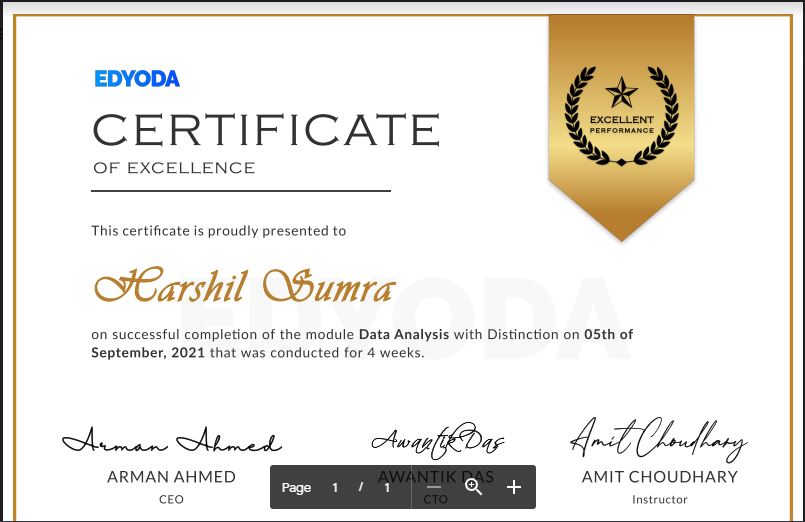 EDYODA
CERTIFICATE
OF EXCELLENCE
EXCELLENT
PERFORMANCE
This certificate is proudly presented to
Harshil Sumra
EDYODA
on successful completion of the module Data Analysis with Distinction on 05th of
September, 2021 that was conducted for 4 weeks.
Arman Ahmed
Awantik Das
Amit Choudhary
ARMAN AHMED
AWANTIK DAS
AMIT CHOUDHARY
CEO
CTO
Instructor
Page 1 / 1